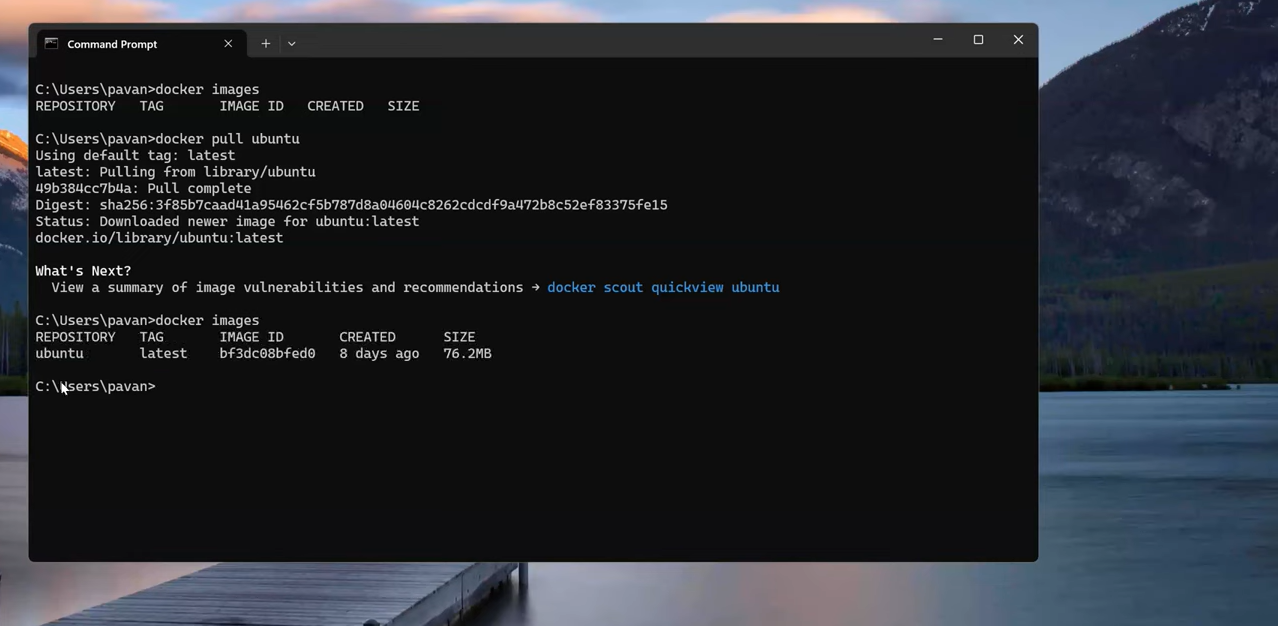 Command Prompt
C:\Users\pavan>docker images
REPOSITORY TAG IMAGE ID CREATED SIZE
C:\Users\pavan>docker pull ubuntu
Using default tag: latest
latest: Pulling from library/ubuntu
49b384cc7b4a: Pull complete
Digest: sha256:3f85b7caad41a95462cf5b787d8a04604c8262cdcdf9a472b8c52ef83375fe15
Status: Downloaded newer image for ubuntu:latest
docker.io/library/ubuntu:latest
What's Next?
View a summary of image vulnerabilities and recommendations → docker scout quickview ubuntu
C:\Users\pavan>docker images
REPOSITORY TAG IMAGE ID CREATED SIZE
ubuntu latest bf3dc08bfed0 8 days ago 76.2MB
C:\Users\pavan>